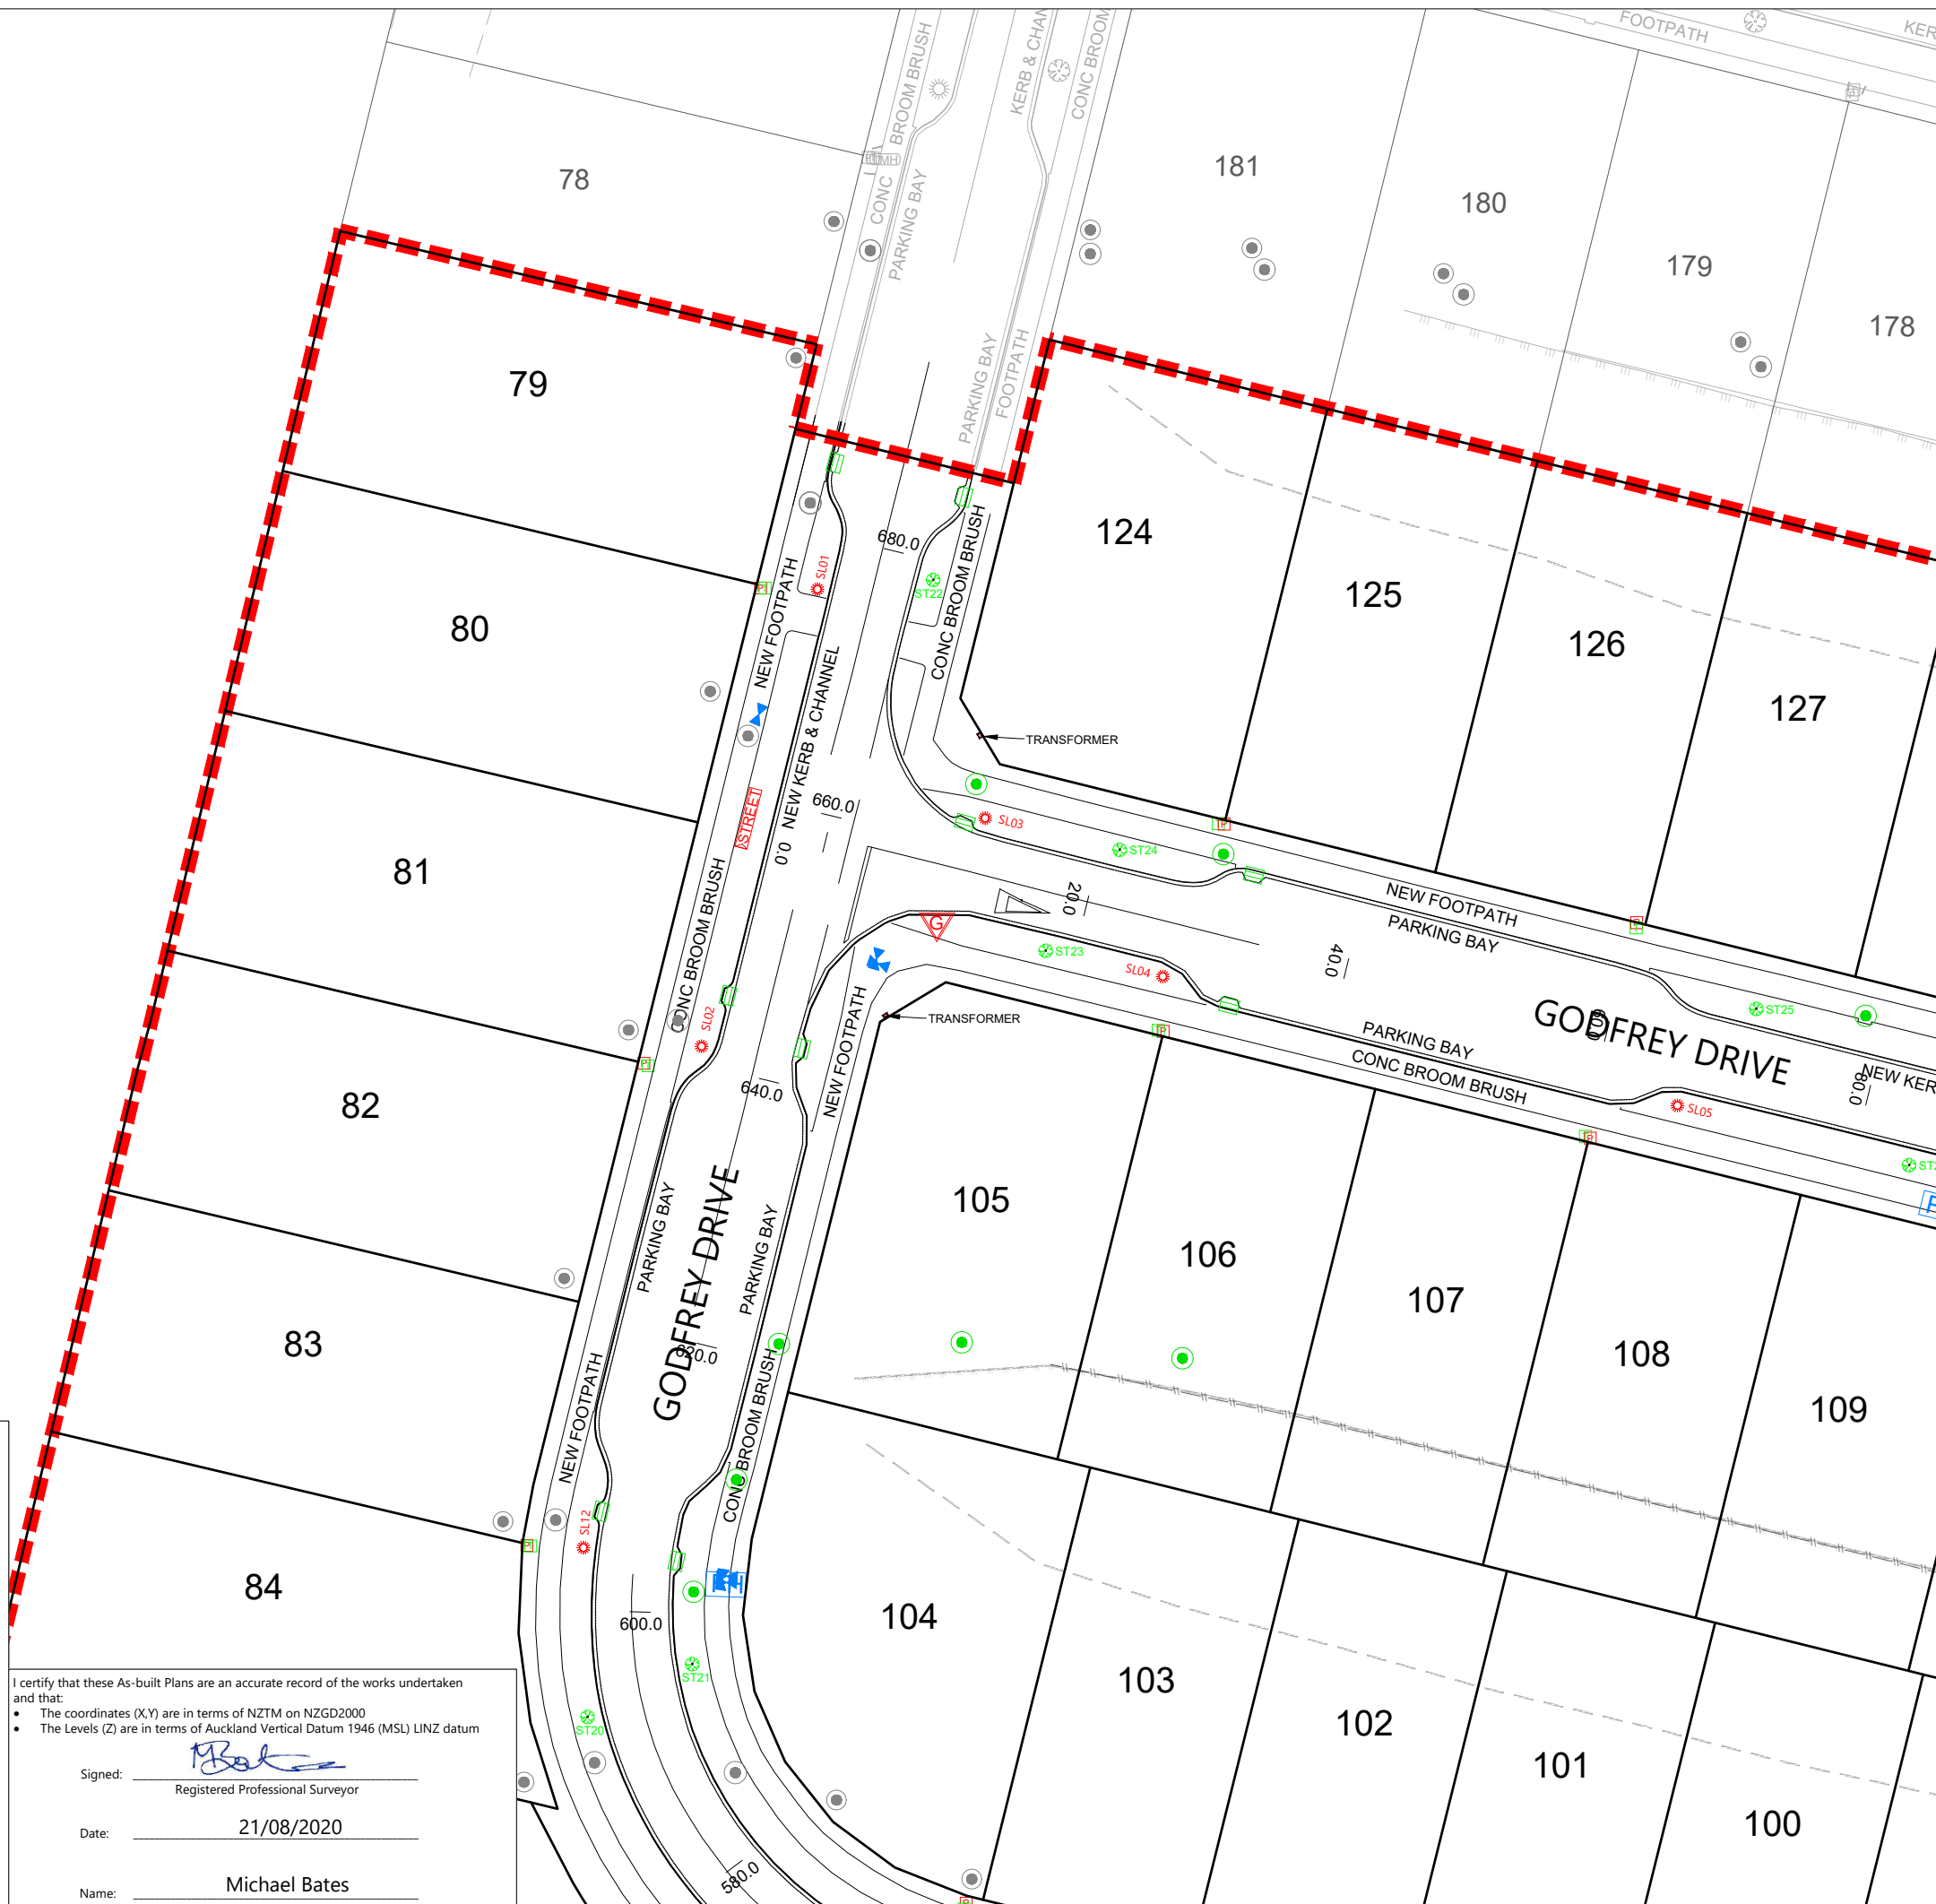 FOOTPATH
CONC BROOM BRUSH
KERB & CHAN
CONC BROOM
181
180
179
178
78
PARKING BAY
PARKING BAY
FOOTPATH
79
124
125
126
127
680.0
SL01
ST22
NEW FOOTPATH
CONC BROOM BRUSH
80
NEW KERB & CHANNEL
TRANSFORMER
STREET
660.0
0.0
SL03
ST24
81
CONC BROOM BRUSH
20.0
NEW FOOTPATH
PARKING BAY
G
ST23
SL04
40.0
ST25
SL02
TRANSFORMER
GODFREY DRIVE
60.0
PARKING BAY
CONC BROOM BRUSH
NEW KER
80.0
NEW FOOTPATH
640.0
SL05
82
105
106
107
108
109
PARKING BAY
GODFREY DRIVE
PARKING BAY
620.0
83
NEW FOOTPATH
CONC BROOM BRUSH
SL12
84
600.0
104
103
102
101
100
ST21
ST20
580.0
I certify that these As-built Plans are an accurate record of the works undertaken
and that:
• The coordinates (X,Y) are in terms of NZTM on NZGD2000
• The Levels (Z) are in terms of Auckland Vertical Datum 1946 (MSL) LINZ datum
Signed: MBates
Registered Professional Surveyor
Date: 21/08/2020
Name: Michael Bates